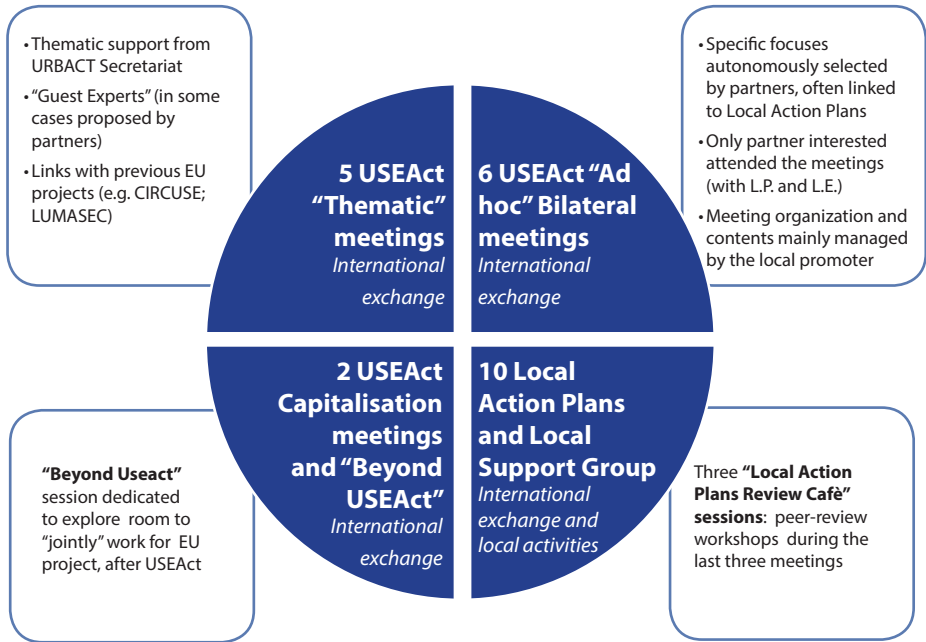 •Thematic support from
URBACT Secretariat
•“Guest Experts” (in some
cases proposed by
partners)
•Links with previous EU
projects (e.g. CIRCUSE;
LUMASEC)
5 USEAct
“Thematic”
meetings
International
exchange
6 USEAct “Ad
hoc” Bilateral
meetings
International
exchange
•Specific focuses
autonomously selected
by partners, often linked
to Local Action Plans
•Only partner interested
attended the meetings
(with L.P. and L.E.)
•Meeting organization and
contents mainly managed
by the local promoter
“Beyond Useact”
session dedicated
to explore room to
“jointly” work for EU
project, after USEAct
2 USEAct
Capitalisation
meetings
and “Beyond
USEAct”
International
exchange
10 Local
Action Plans
and Local
Support Group
International
exchange and
local activities
Three “Local Action
Plans Review Cafè”
sessions: peer-review
workshops during the
last three meetings